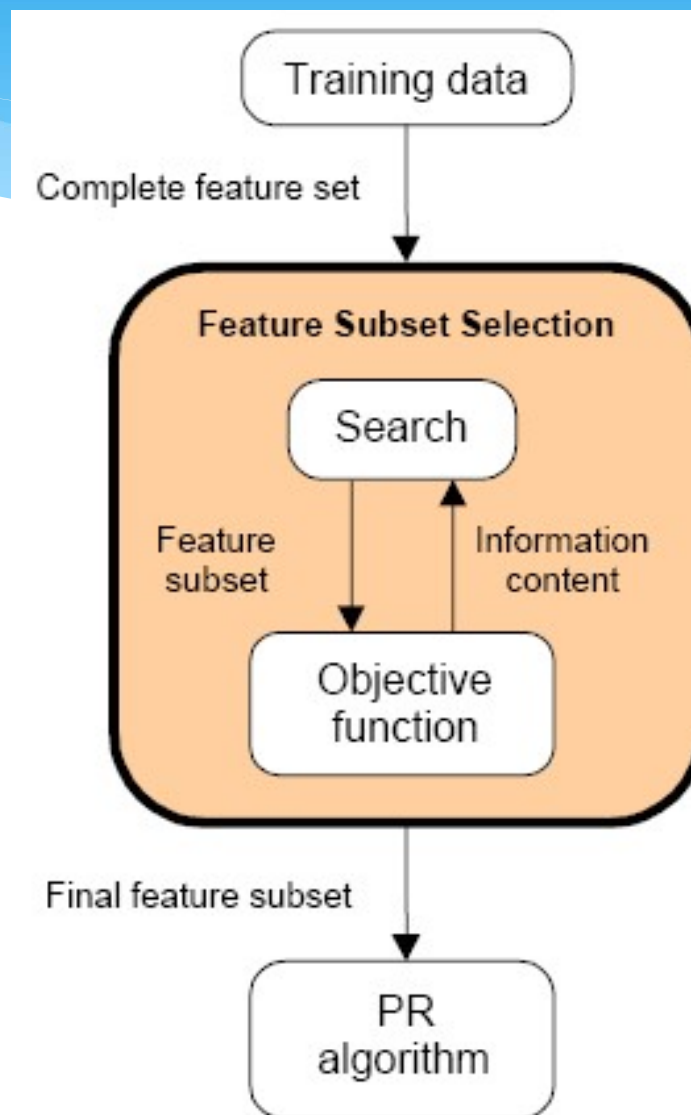 Training data
Complete feature set
Feature Subset Selection
Search
Feature
subset
Information
content
Objective
function
Final feature subset
PR
algorithm